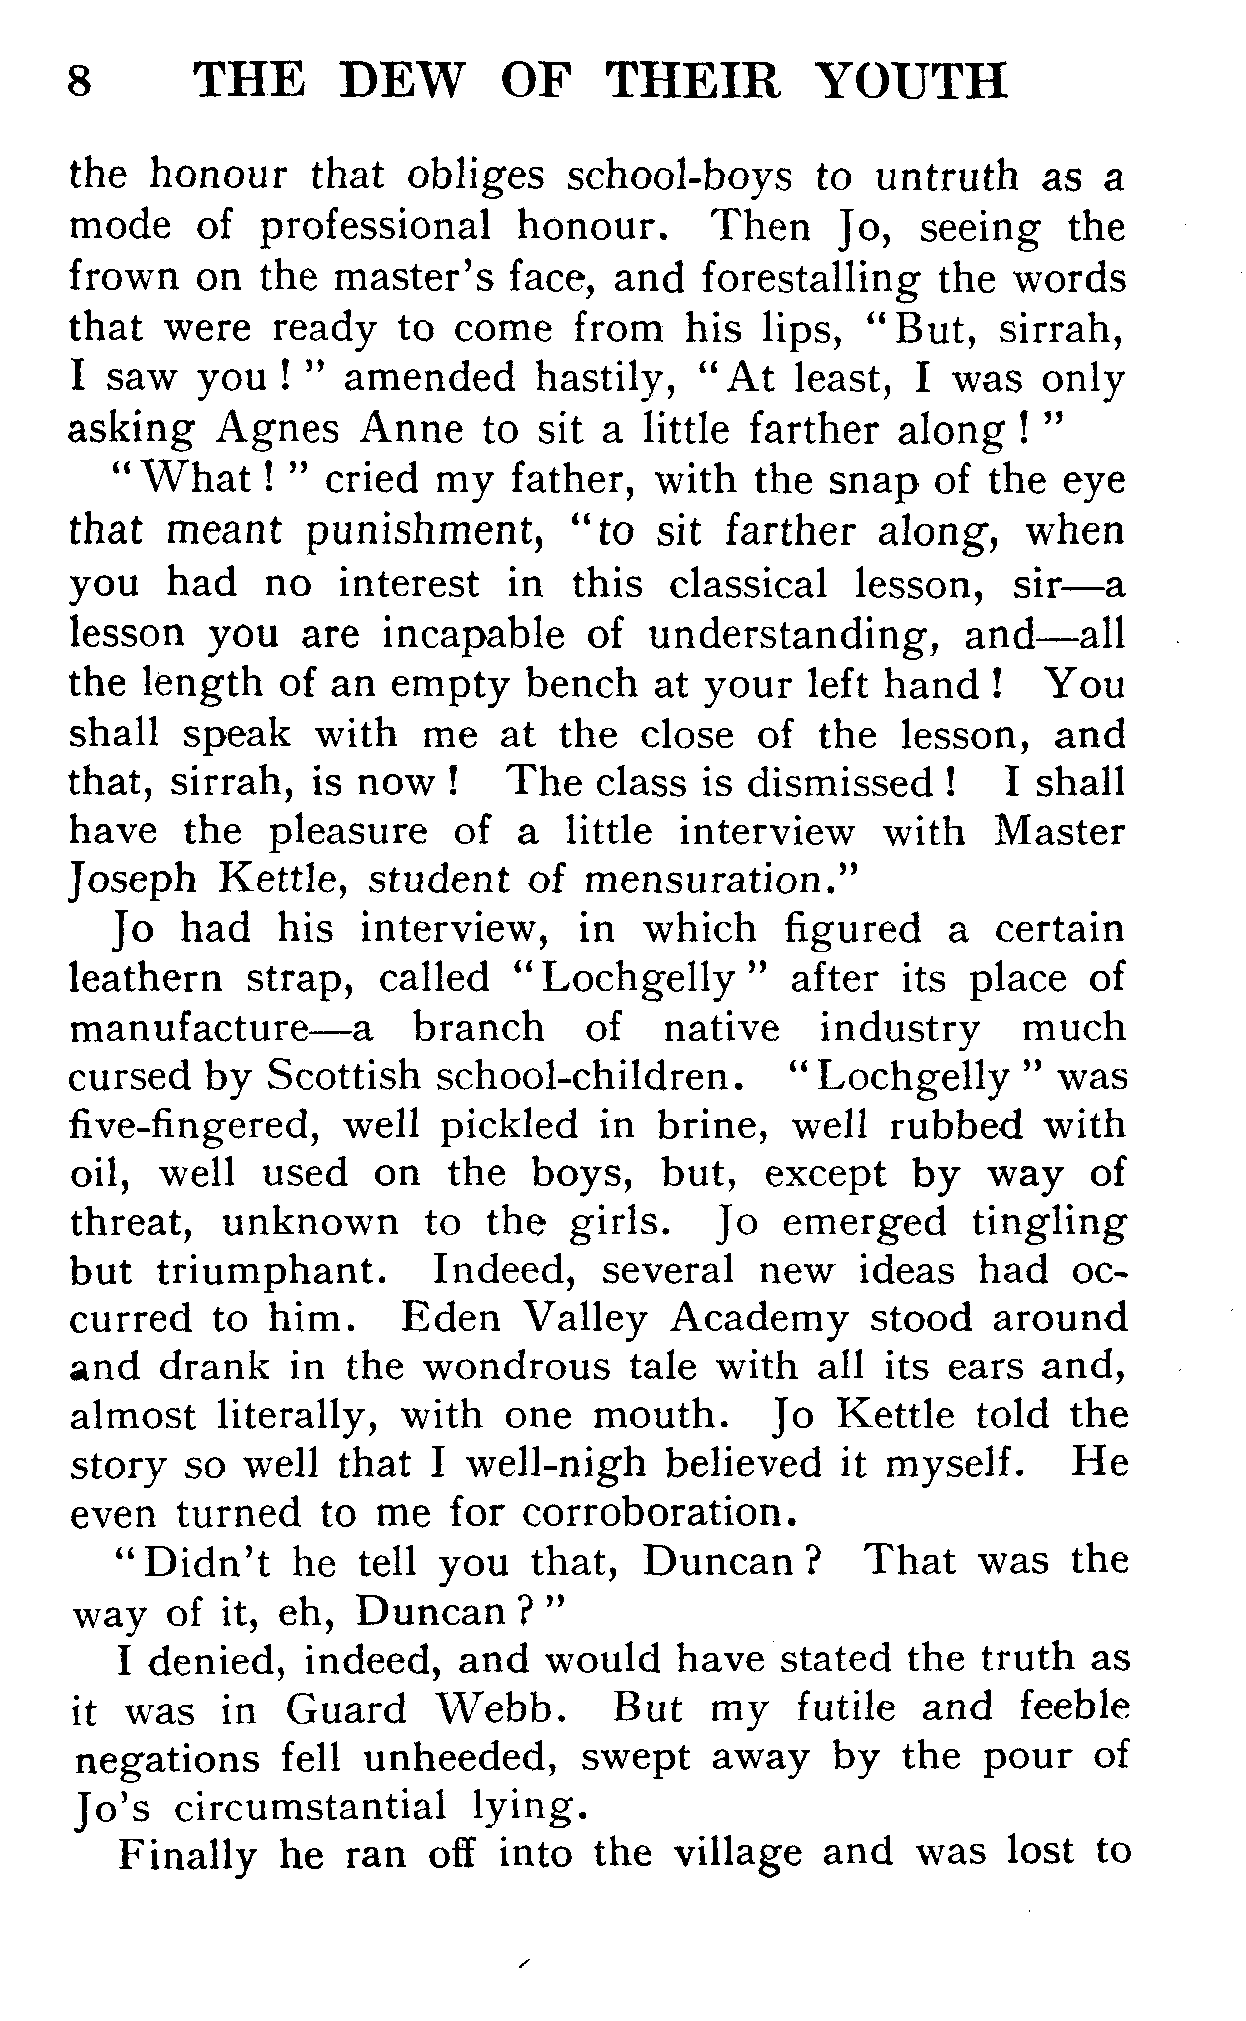 8 THE DEW OF THEIR YOUTH
the honour that obliges school-boys to untruth as a
mode of professional honour. Then Jo, seeing the
frown on the master's face, and forestalling the words
that were ready to come from his lips, “But, sirrah,
I saw you!” amended hastily, “At least, I was only
asking Agnes Anne to sit a little farther along!”
“What!” cried my father, with the snap of the eye
that meant punishment, “to sit farther along, when
you had no interest in this classical lesson, sir—a
lesson you are incapable of understanding, and—all
the length of an empty bench at your left hand! You
shall speak with me at the close of the lesson, and
that, sirrah, is now! The class is dismissed! I shall
have the pleasure of a little interview with Master
Joseph Kettle, student of mensuration.”
Jo had his interview, in which figured a certain
leathern strap, called “Lochgelly” after its place of
manufacture—a branch of native industry much
cursed by Scottish school-children. “Lochgelly” was
five-fingered, well pickled in brine, well rubbed with
oil, well used on the boys, but, except by way of
threat, unknown to the girls. Jo emerged tingling
but triumphant. Indeed, several new ideas had oc-
curred to him. Eden Valley Academy stood around
and drank in the wondrous tale with all its ears and,
almost literally, with one mouth. Jo Kettle told the
story so well that I well-nigh believed it myself. He
even turned to me for corroboration.
“Didn't he tell you that, Duncan? That was the
way of it, eh, Duncan?”
I denied, indeed, and would have stated the truth as
it was in Guard Webb. But my futile and feeble
negations fell unheeded, swept away by the pour of
Jo's circumstantial lying.
Finally he ran off into the village and was lost to